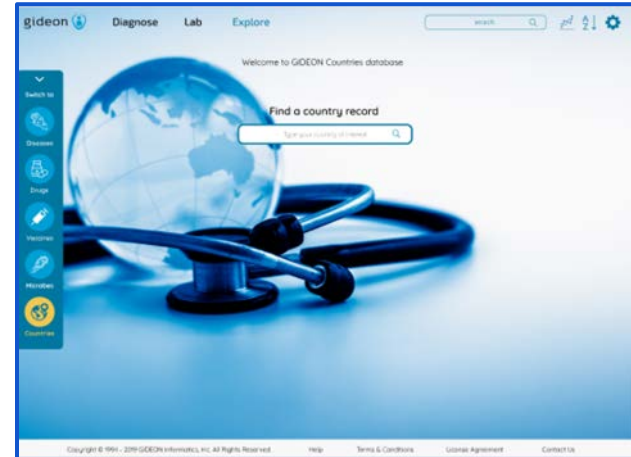 gideon Diagnose Lab Explore search
Welcome to GIDEON Countries database
Find a country record
Type your country of interest
Switch to
Diseases
Drugs
Vaccines
Microbes
Countries
Copyright © 1994 - 2019 GIDEON Informatics, Inc. All Rights Reserved. Help Terms & Conditions License Agreement Contact Us